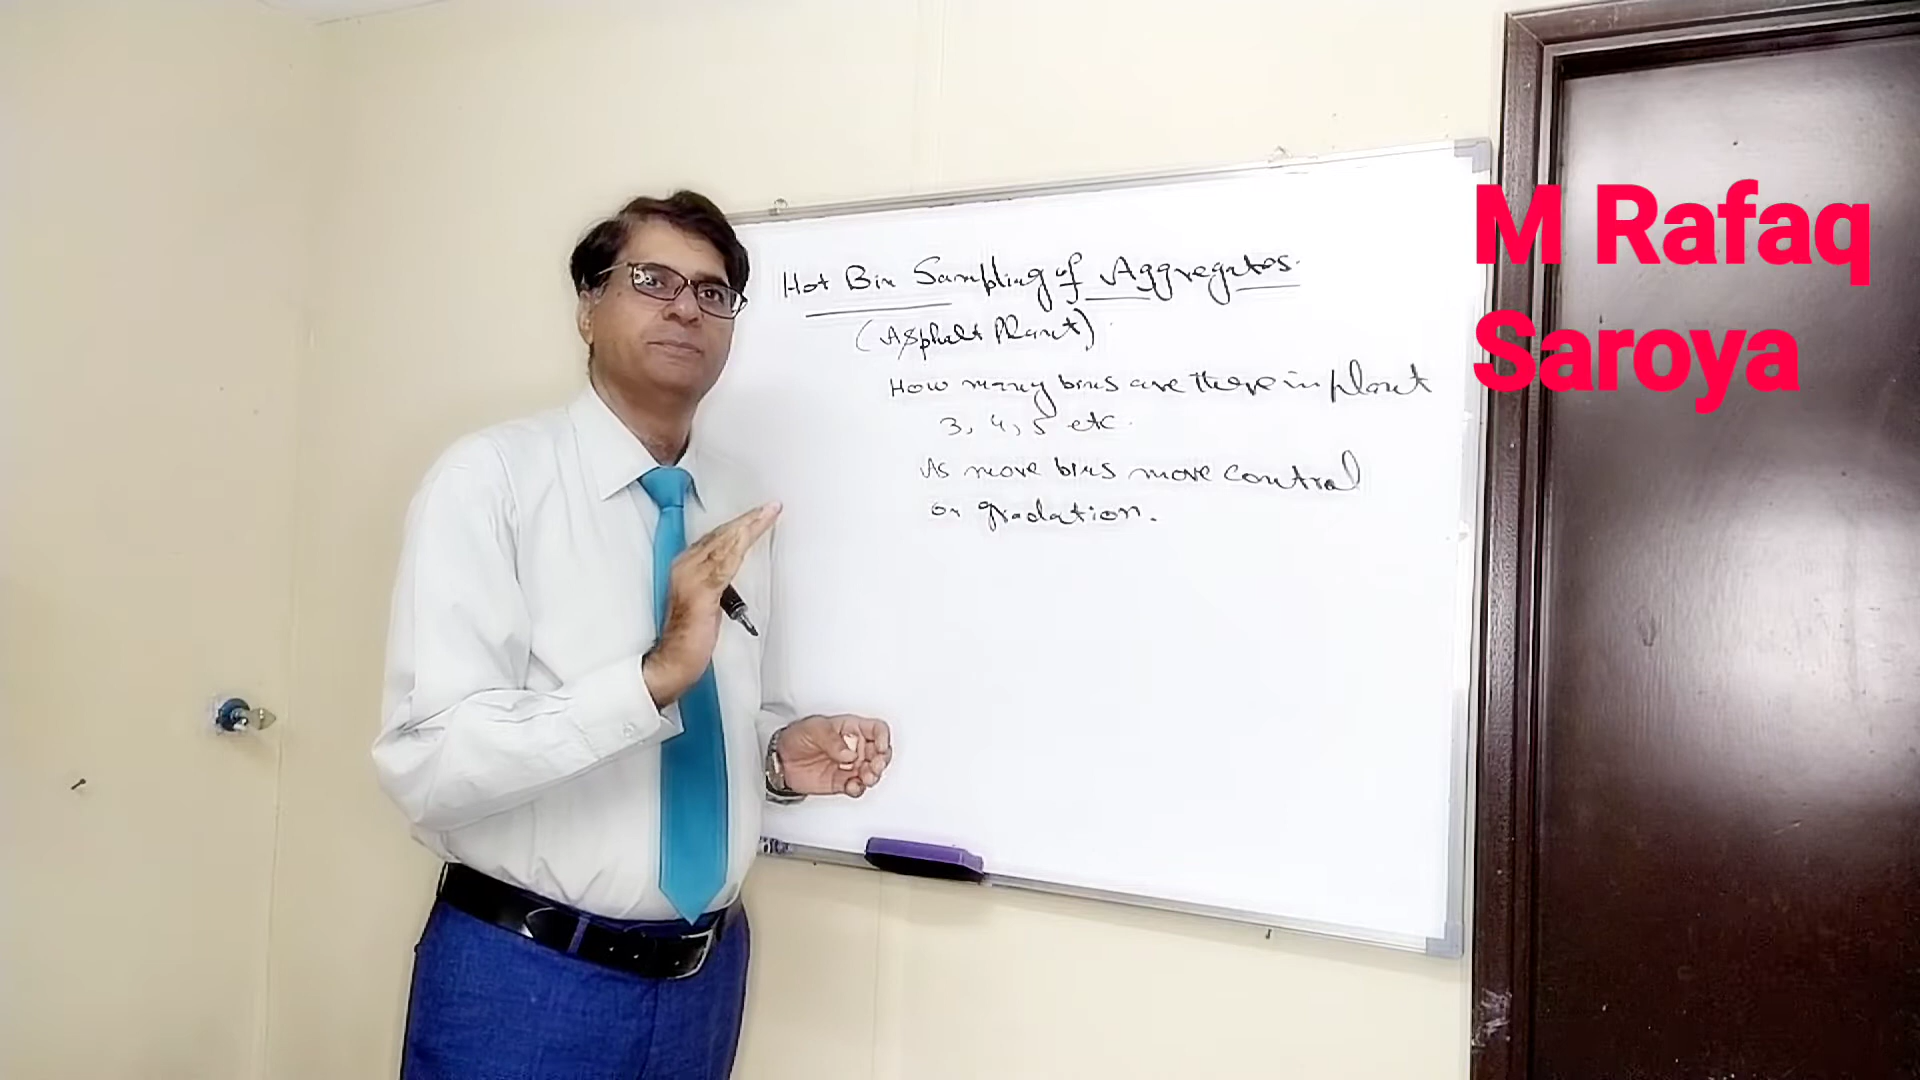 Hot Bin Sampling of Aggregates.
(Asphalt Plant)
How many bins are there in plant
3, 4, 5 etc.
As more bins more control
on gradation.
M Rafaq
Saroya